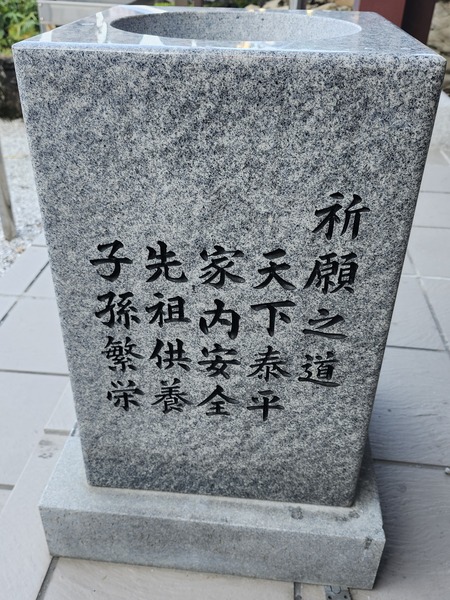 祈願之道
天下泰平
家内安全
先祖供養
子孫繁栄